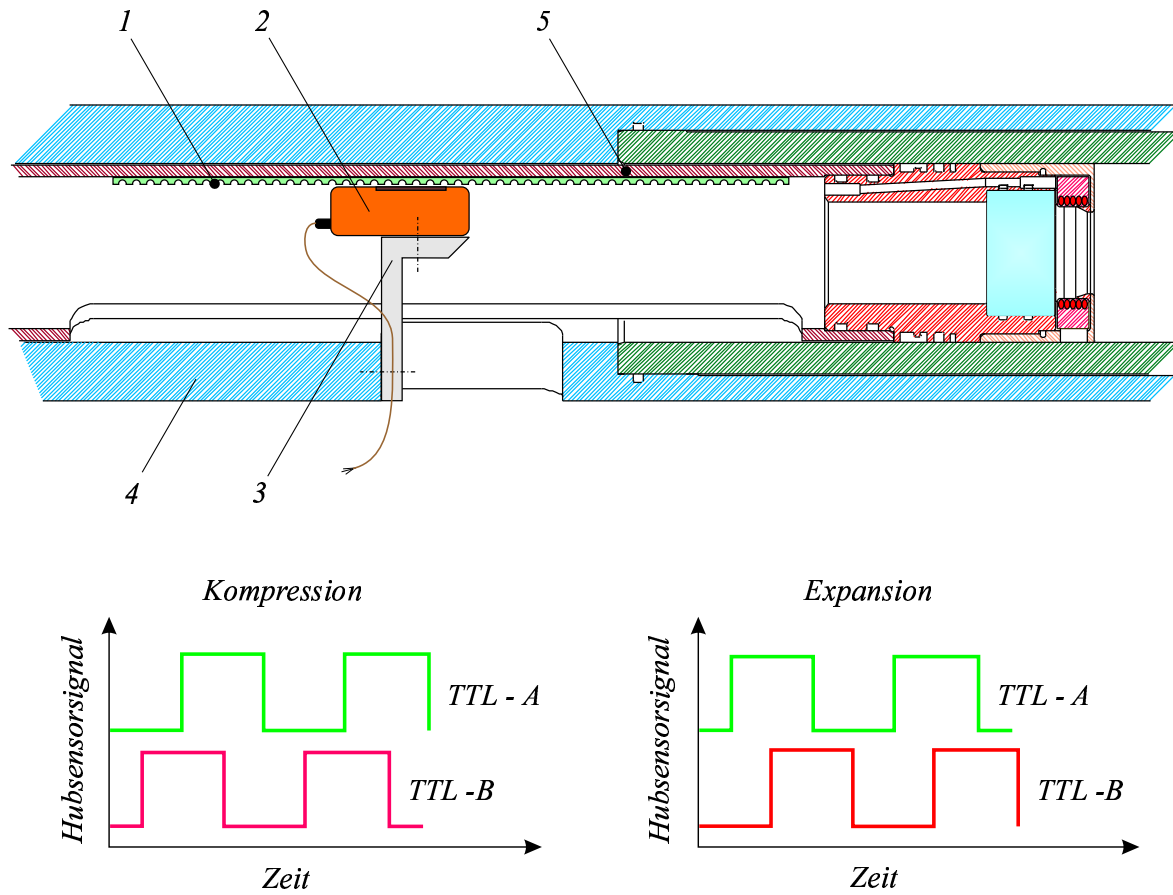 1
2
5
4
3
Kompression
Hubsensorsignal
TTL - A
TTL -B
Zeit
Expansion
Hubsensorsignal
TTL - A
TTL -B
Zeit